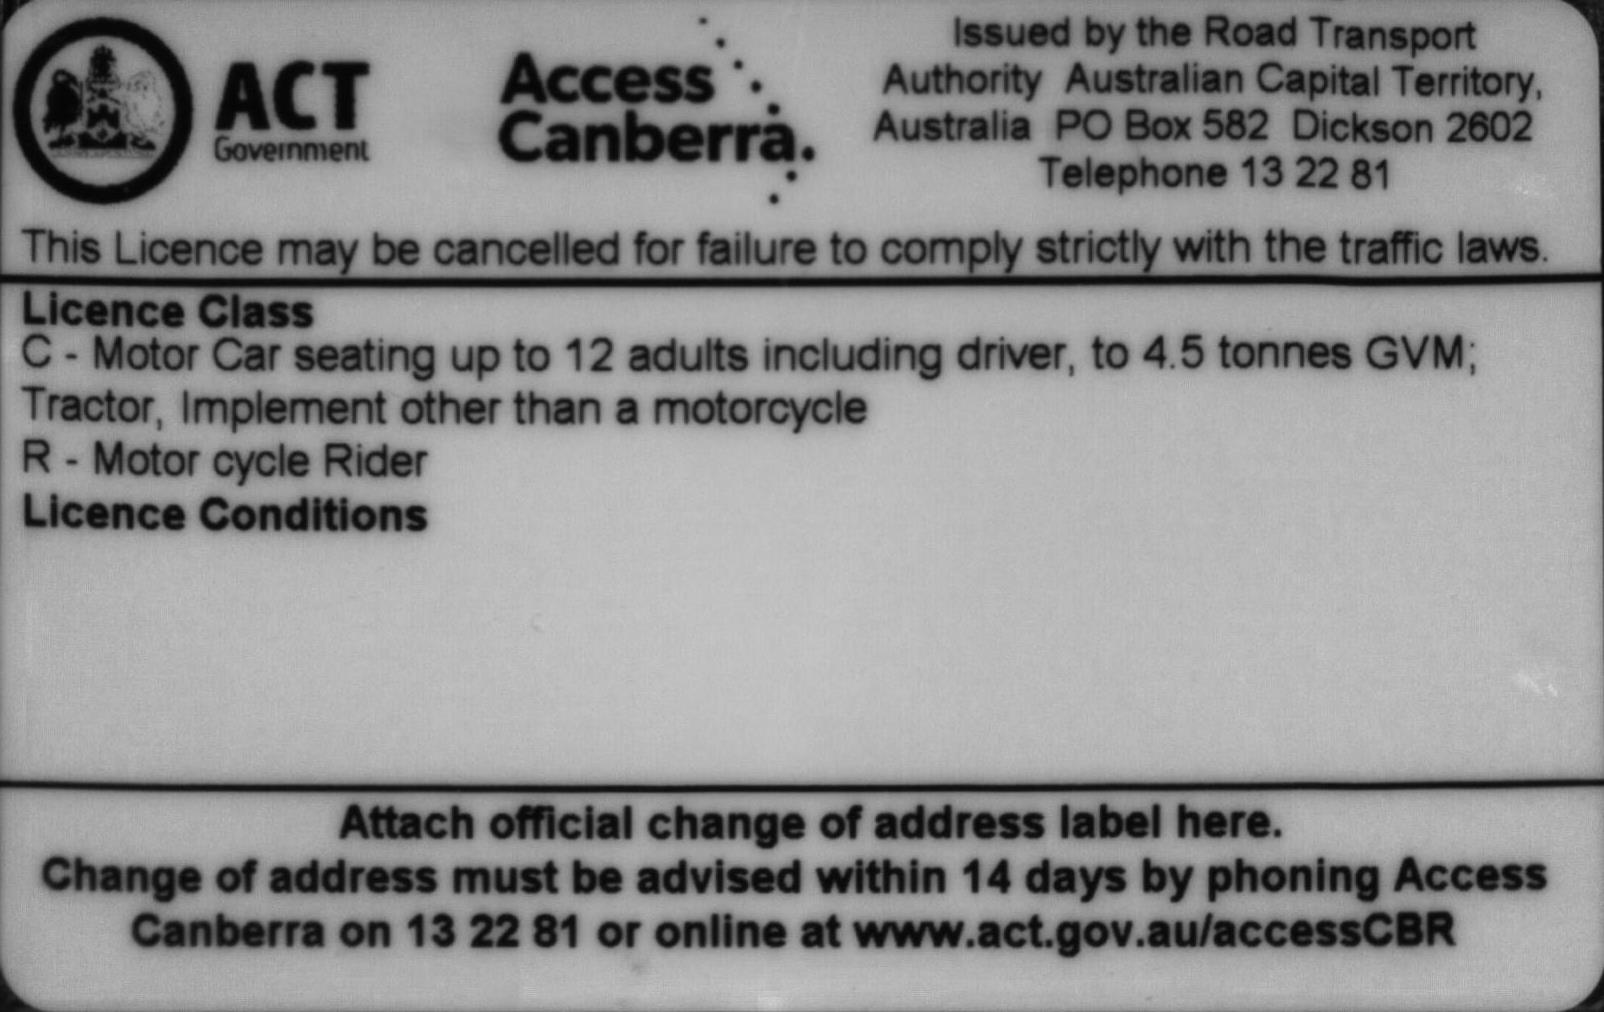 ACT
Government
Access
Canberra.
Issued by the Road Transport
Authority Australian Capital Territory,
Australia PO Box 582 Dickson 2602
Telephone 13 22 81
This Licence may be cancelled for failure to comply strictly with the traffic laws.
Licence Class
C - Motor Car seating up to 12 adults including driver, to 4.5 tonnes GVM;
Tractor, Implement other than a motorcycle
R - Motor cycle Rider
Licence Conditions
Attach official change of address label here.
Change of address must be advised within 14 days by phoning Access
Canberra on 13 22 81 or online at www.act.gov.au/accessCBR